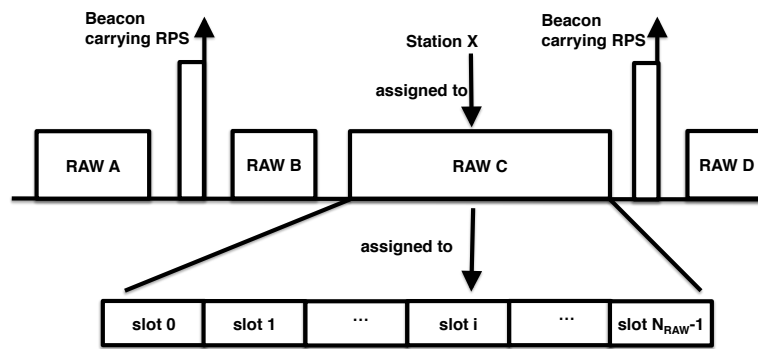 Beacon
carrying RPS
Station X
Beacon
carrying RPS
assigned to
RAW A
RAW B
RAW C
RAW D
assigned to
slot 0
slot 1
...
slot i
...
slot N_RAW-1